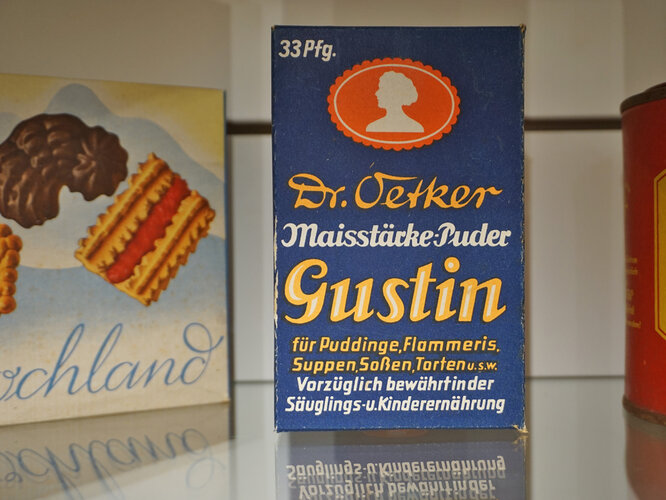 33 Pfg.
Dr. Oetker
Maisstärke-Puder
Gustin
für Puddinge, Flammeris,
Suppen, Soßen, Torten u.s.w.
Vorzüglich bewährt in der
Säuglings- u. Kinderernährung
ochland